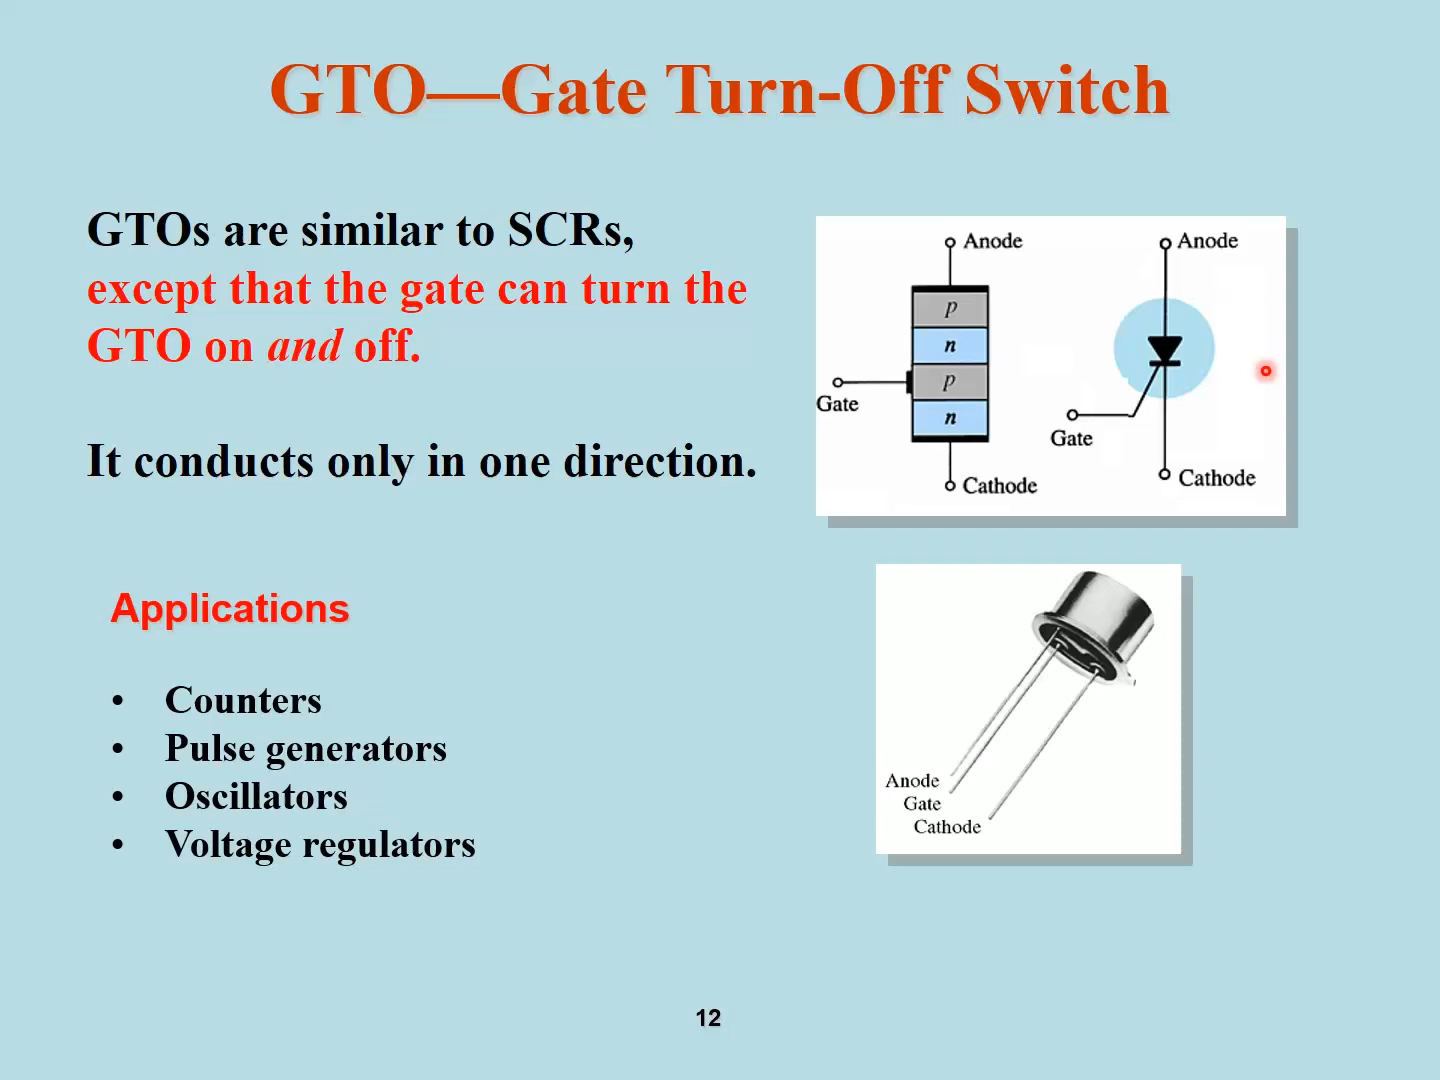 GTO—Gate Turn-Off Switch
GTOs are similar to SCRs,
except that the gate can turn the
GTO on and off.
It conducts only in one direction.
Applications
• Counters
• Pulse generators
• Oscillators
• Voltage regulators
Anode
p
n
p
n
Gate
Cathode
Anode
Gate
Cathode
Anode
Gate
Cathode
12